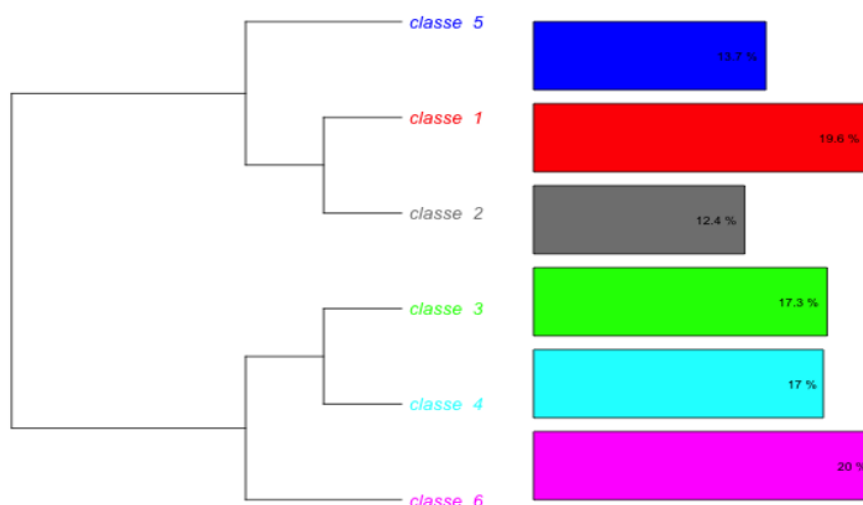 classe 5
13.7 %
classe 1
19.6 %
classe 2
12.4 %
classe 3
17.3 %
classe 4
17 %
classe 6
20 %